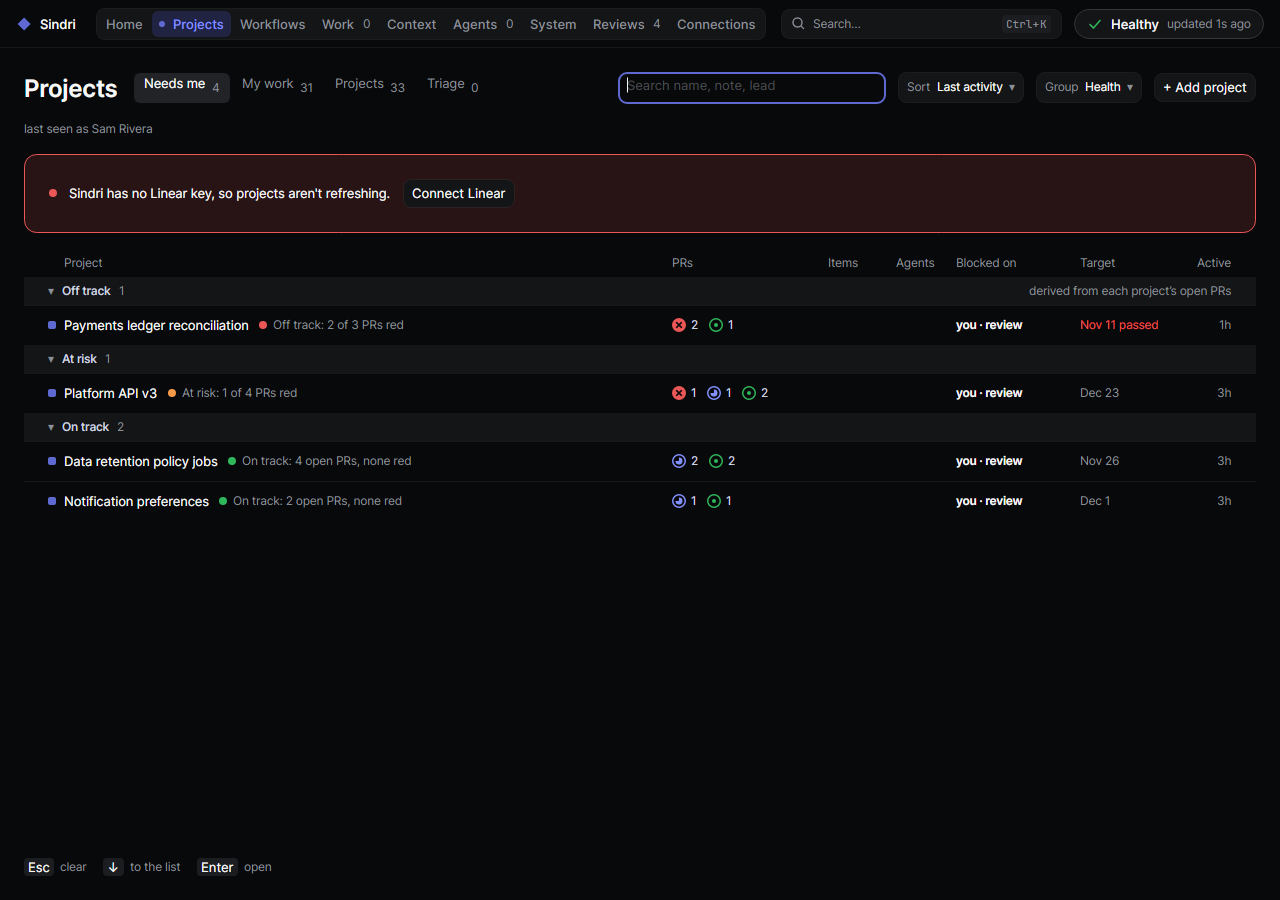 Sindri Home Projects Workflows Work 0 Context Agents 0 System Reviews 4 Connections Search... Ctrl+K Healthy updated 1s ago
Projects Needs me 4 My work 31 Projects 33 Triage 0 Search name, note, lead Sort Last activity ▾ Group Health ▾ + Add project
last seen as Sam Rivera
Sindri has no Linear key, so projects aren't refreshing. Connect Linear
Project PRs Items Agents Blocked on Target Active
▾ Off track 1 derived from each project's open PRs
Payments ledger reconciliation Off track: 2 of 3 PRs red 2 1 you · review Nov 11 passed 1h
▾ At risk 1
Platform API v3 At risk: 1 of 4 PRs red 1 1 2 you · review Dec 23 3h
▾ On track 2
Data retention policy jobs On track: 4 open PRs, none red 2 2 you · review Nov 26 3h
Notification preferences On track: 2 open PRs, none red 1 1 you · review Dec 1 3h
Esc clear ↓ to the list Enter open